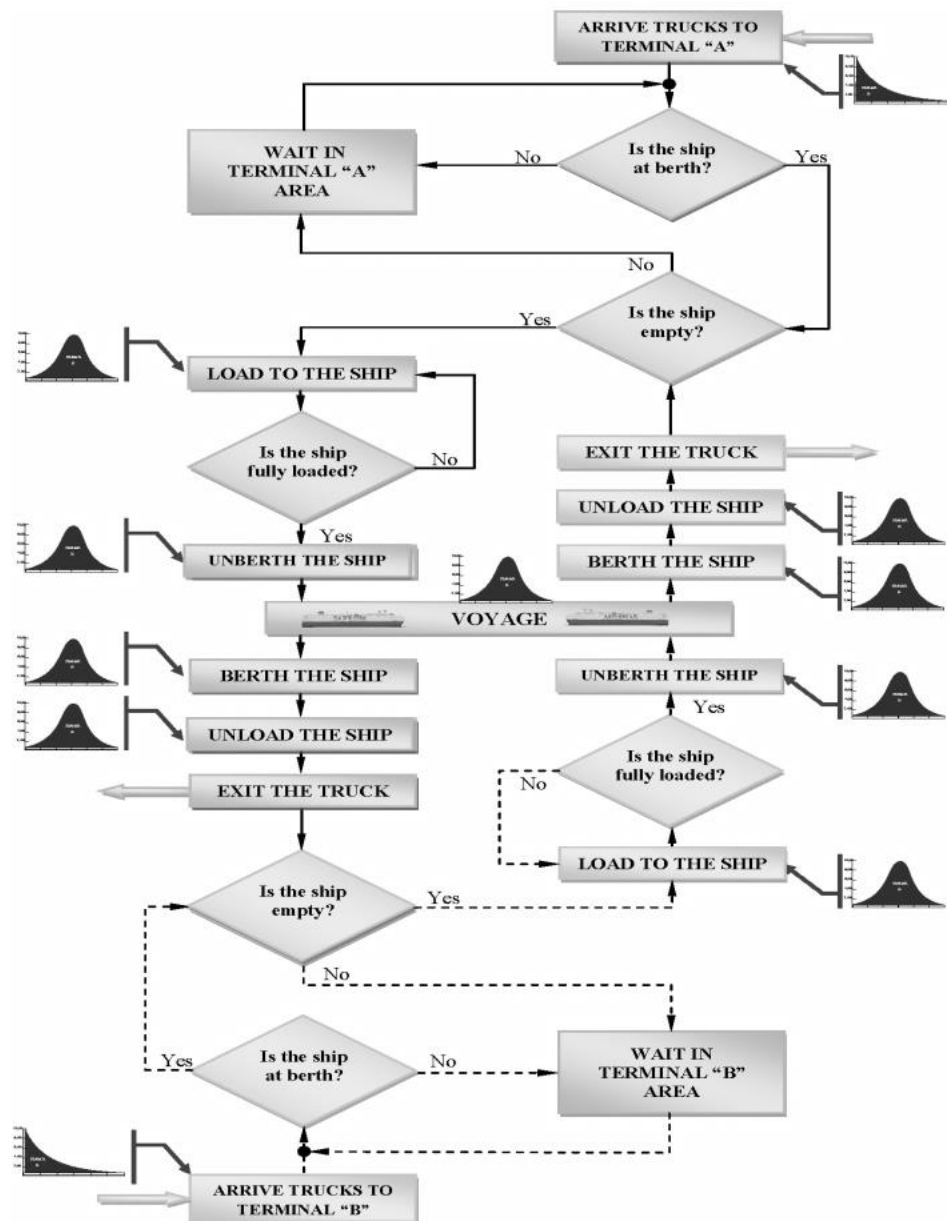 ARRIVE TRUCKS TO
TERMINAL “A”
Is the ship
at berth?
No
Yes
WAIT IN
TERMINAL “A”
AREA
No
Is the ship
empty?
Yes
LOAD TO THE SHIP
Is the ship
fully loaded?
No
Yes
EXIT THE TRUCK
UNLOAD THE SHIP
UNBERTH THE SHIP
BERTH THE SHIP
VOYAGE
BERTH THE SHIP
UNBERTH THE SHIP
Yes
UNLOAD THE SHIP
Is the ship
fully loaded?
No
EXIT THE TRUCK
LOAD TO THE SHIP
Is the ship
empty?
Yes
No
Is the ship
at berth?
Yes
No
WAIT IN
TERMINAL “B”
AREA
ARRIVE TRUCKS TO
TERMINAL “B”